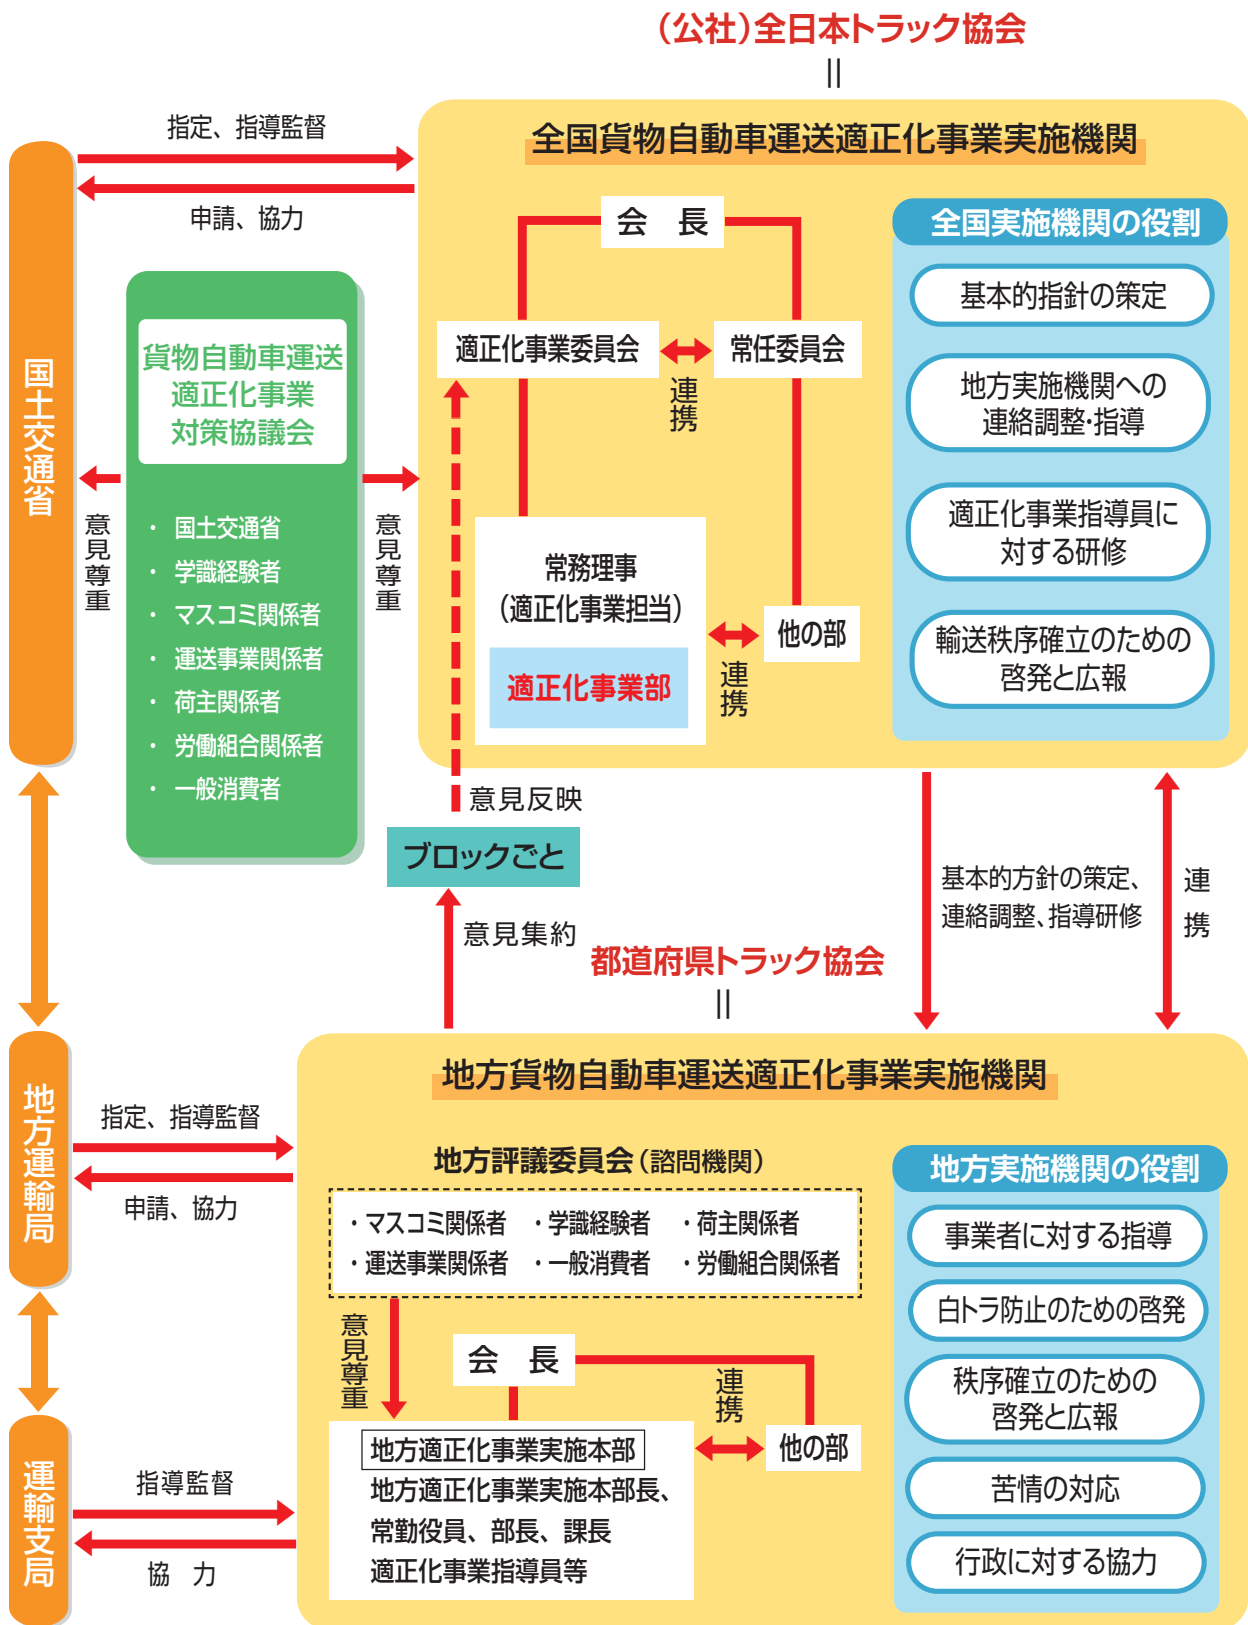 (公社)全日本トラック協会
||
指定、指導監督
申請、協力
国土交通省
全国貨物自動車運送適正化事業実施機関
会　長
適正化事業委員会
常任委員会
連携
常務理事
(適正化事業担当)
適正化事業部
他の部
連携
全国実施機関の役割
基本的指針の策定
地方実施機関への
連絡調整・指導
適正化事業指導員に
対する研修
輸送秩序確立のための
啓発と広報
貨物自動車運送
適正化事業
対策協議会
・ 国土交通省
・ 学識経験者
・ マスコミ関係者
・ 運送事業関係者
・ 荷主関係者
・ 労働組合関係者
・ 一般消費者
意見尊重
意見尊重
意見反映
ブロックごと
意見集約
基本的方針の策定、
連絡調整、指導研修
連携
都道府県トラック協会
||
地方運輸局
指定、指導監督
申請、協力
地方貨物自動車運送適正化事業実施機関
地方評議委員会(諮問機関)
・マスコミ関係者 ・学識経験者 ・荷主関係者
・運送事業関係者 ・一般消費者 ・労働組合関係者
意見尊重
会　長
連携
他の部
地方適正化事業実施本部
地方適正化事業実施本部長、
常勤役員、部長、課長
適正化事業指導員等
地方実施機関の役割
事業者に対する指導
白トラ防止のための啓発
秩序確立のための
啓発と広報
苦情の対応
行政に対する協力
運輸支局
指導監督
協　力